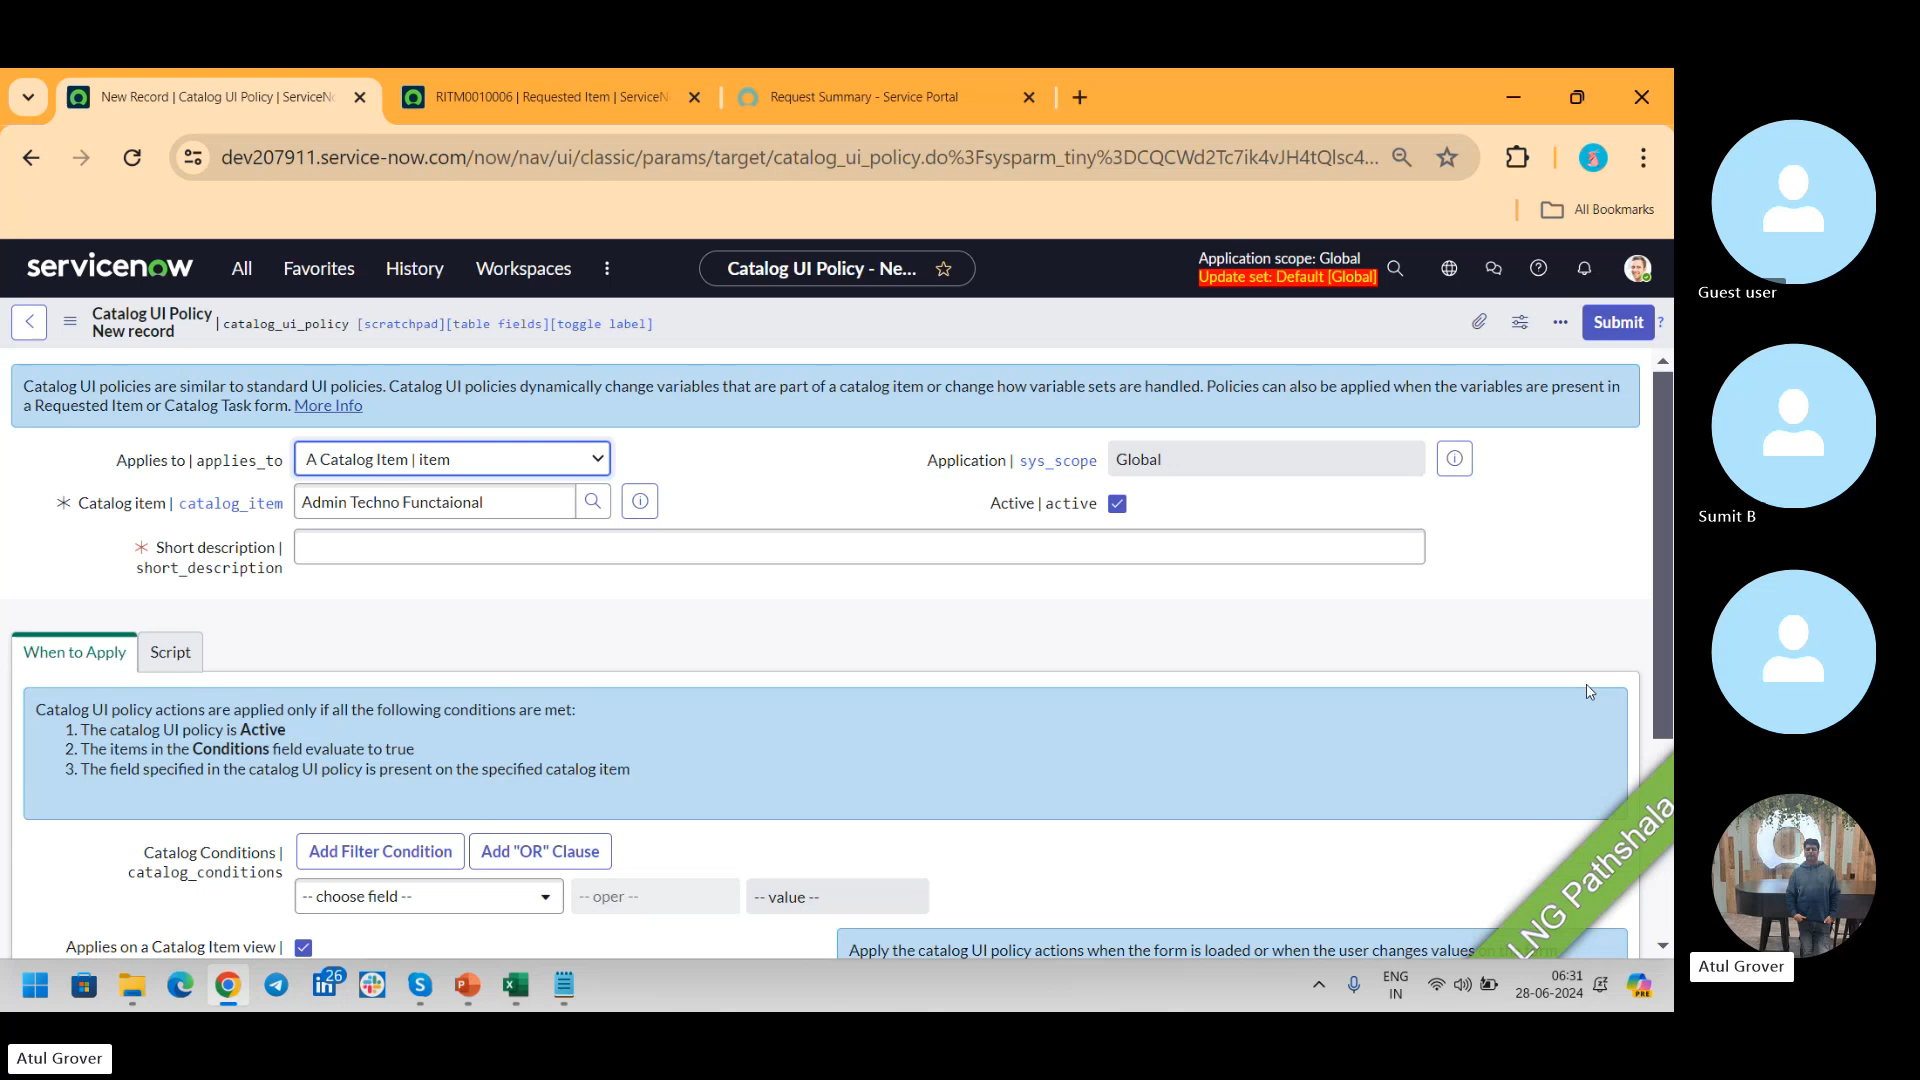 New Record | Catalog UI Policy | ServiceNo
RITM0010006 | Requested Item | ServiceN
Request Summary - Service Portal
dev207911.service-now.com/now/nav/ui/classic/params/target/catalog_ui_policy.do%3Fsysparm_tiny%3DCQCWd2Tc7ik4vJH4tQlsc4...
All Bookmarks
servicenow
All
Favorites
History
Workspaces
Catalog UI Policy - Ne...
Application scope: Global
Update set: Default [Global]
Catalog UI Policy
New record
| catalog_ui_policy [scratchpad][table fields][toggle label]
Submit
?
Catalog UI policies are similar to standard UI policies. Catalog UI policies dynamically change variables that are part of a catalog item or change how variable sets are handled. Policies can also be applied when the variables are present in
a Requested Item or Catalog Task form. More Info
Applies to | applies_to
A Catalog Item | item
Application | sys_scope
Global
Catalog item | catalog_item
Admin Techno Functaional
Active | active
Short description |
short_description
When to Apply
Script
Catalog UI policy actions are applied only if all the following conditions are met:
1. The catalog UI policy is Active
2. The items in the Conditions field evaluate to true
3. The field specified in the catalog UI policy is present on the specified catalog item
Catalog Conditions |
catalog_conditions
Add Filter Condition
Add "OR" Clause
-- choose field --
-- oper --
-- value --
Applies on a Catalog Item view |
Apply the catalog UI policy actions when the form is loaded or when the user changes values on the form
LNG Pathshala
26
ENG
IN
06:31
28-06-2024
PRE
Guest user
Sumit B
Atul Grover
Atul Grover